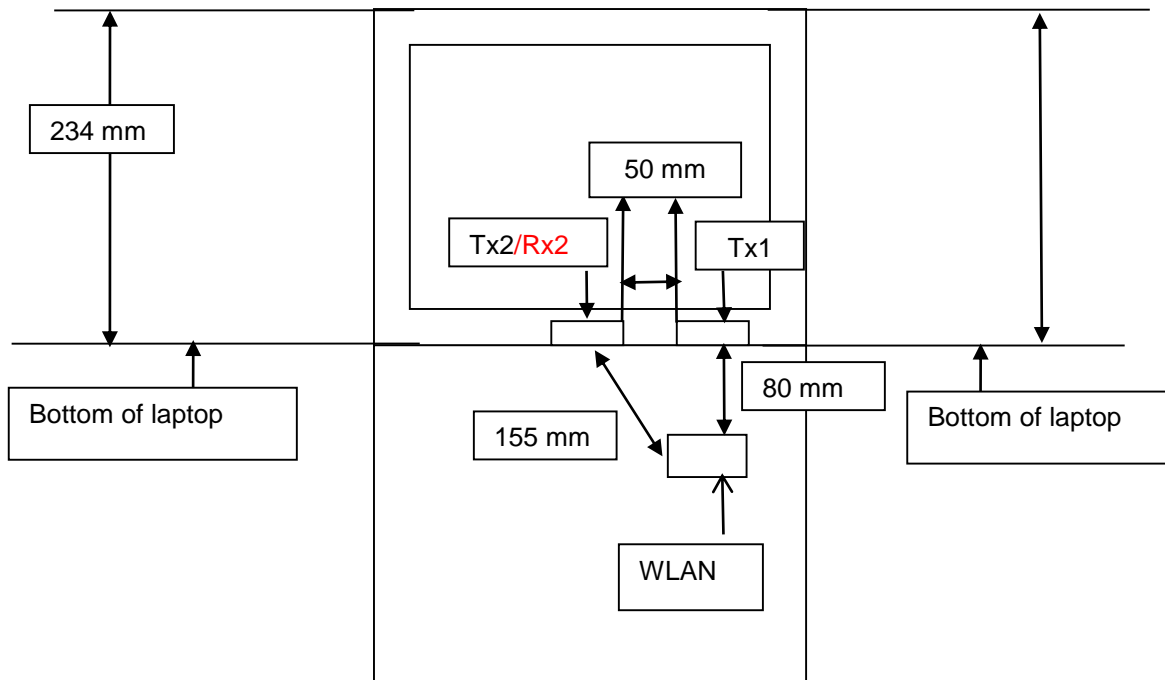 234 mm
50 mm
Tx2/Rx2
Tx1
80 mm
Bottom of laptop
Bottom of laptop
155 mm
WLAN